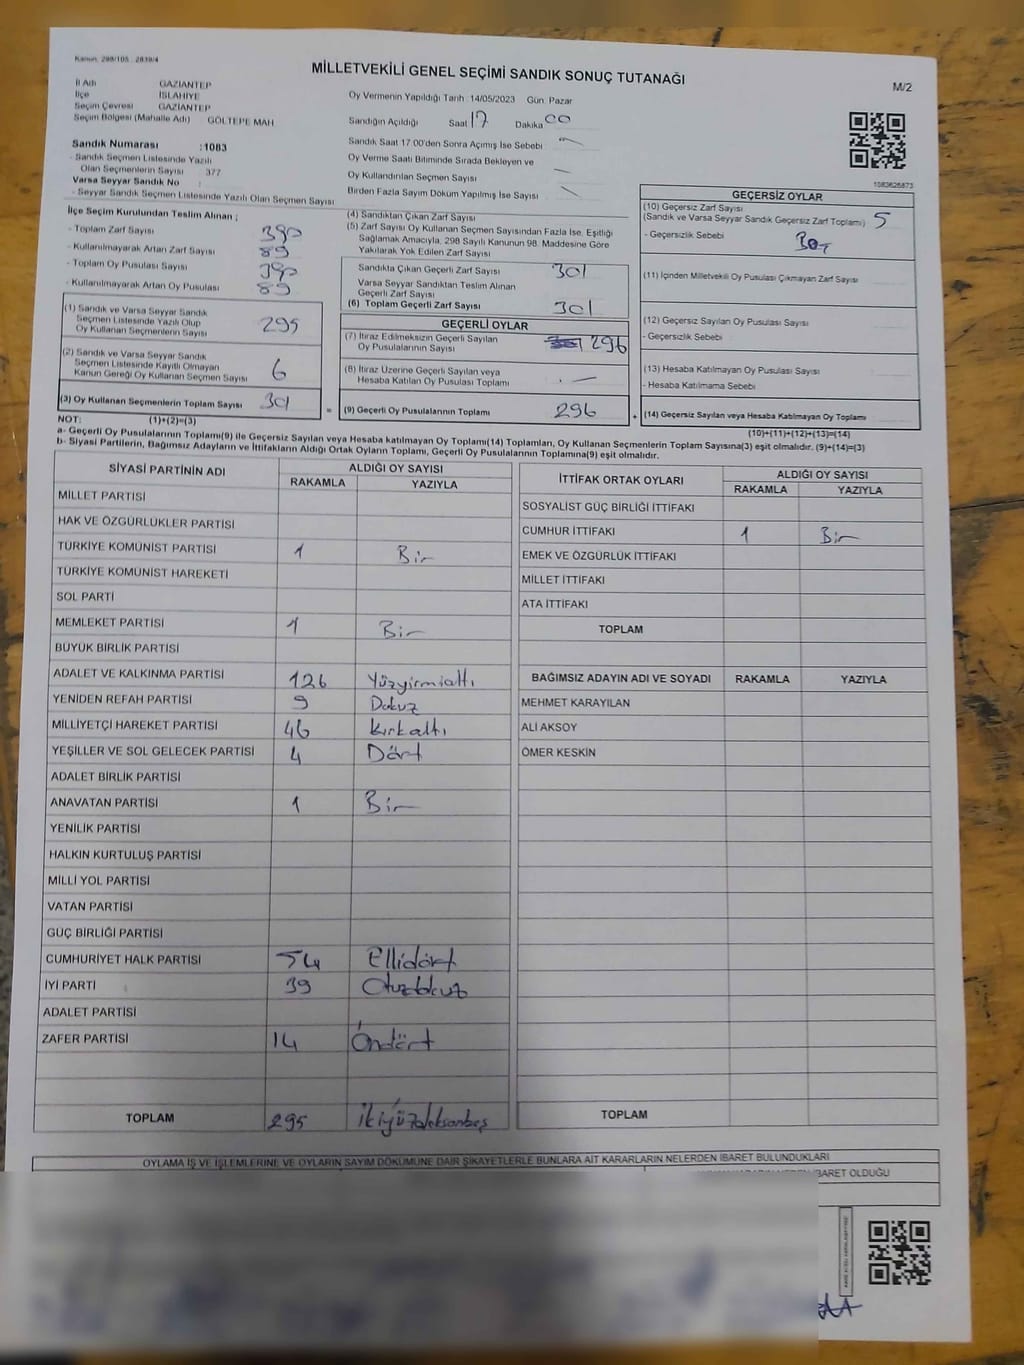 Kanun: 298/105 2839/4
MİLLETVEKİLİ GENEL SEÇİMİ SANDIK SONUÇ TUTANAĞI
M/2
İl Adı GAZİANTEP
İlçe İSLAHİYE
Seçim Çevresi GAZİANTEP
Seçim Bölgesi (Mahalle Adı) GÖLTEPE MAH
Sandık Numarası :1083
- Sandık Seçmen Listesinde Yazılı
Olan Seçmenlerin Sayısı 377
Varsa Seyyar Sandık No :
- Seyyar Sandık Seçmen Listesinde Yazılı Olan Seçmen Sayısı
Oy Vermenin Yapıldığı Tarih 14/05/2023 Gün: Pazar
Sandığın Açıldığı Saat 17 Dakika 00
Sandık Saat 17:00'den Sonra Açımış İse Sebebi
Oy Verme Saati Bitiminde Sırada Bekleyen ve
Oy Kullandırılan Seçmen Sayısı
Birden Fazla Sayım Döküm Yapılmış İse Sayısı
1083626873
İlçe Seçim Kurulundan Teslim Alınan ;
- Toplam Zarf Sayısı 390
- Kullanılmayarak Artan Zarf Sayısı 89
- Toplam Oy Pusulası Sayısı 390
- Kullanılmayarak Artan Oy Pusulası 89
(1) Sandık ve Varsa Seyyar Sandık
Seçmen Listesinde Yazılı Olup
Oy Kullanan Seçmenlerin Sayısı 295
(2) Sandık ve Varsa Seyyar Sandık
Seçmen Listesinde Kayıtlı Olmayan
Kanun Gereği Oy Kullanan Seçmen Sayısı 6
(3) Oy Kullanan Seçmenlerin Toplam Sayısı 301
(4) Sandıktan Çıkan Zarf Sayısı
(5) Zarf Sayısı Oy Kullanan Seçmen Sayısından Fazla İse, Eşitliği
Sağlamak Amacıyla, 298 Sayılı Kanunun 98. Maddesine Göre
Yakılarak Yok Edilen Zarf Sayısı
Sandıkta Çıkan Geçerli Zarf Sayısı 301
Varsa Seyyar Sandıktan Teslim Alınan
Geçerli Zarf Sayısı
(6) Toplam Geçerli Zarf Sayısı 301
GEÇERLİ OYLAR
(7) İtiraz Edilmeksizin Geçerli Sayılan
Oy Pusulalarının Sayısı 296
(8) İtiraz Üzerine Geçerli Sayılan veya
Hesaba Katılan Oy Pusulası Toplamı
= (9) Geçerli Oy Pusulalarının Toplamı 296
GEÇERSİZ OYLAR
(10) Geçersiz Zarf Sayısı
(Sandık ve Varsa Seyyar Sandık Geçersiz Zarf Toplamı) 5
- Geçersizlik Sebebi Boş
(11) İçinden Milletvekili Oy Pusulası Çıkmayan Zarf Sayısı
(12) Geçersiz Sayılan Oy Pusulası Sayısı
- Geçersizlik Sebebi
(13) Hesaba Katılmayan Oy Pusulası Sayısı
- Hesaba Katılmama Sebebi
+ (14) Geçersiz Sayılan veya Hesaba Katılmayan Oy Toplamı
NOT: (1)+(2)=(3) (10)+(11)+(12)+(13)=(14)
a- Geçerli Oy Pusulalarının Toplamı(9) ile Geçersiz Sayılan veya Hesaba katılmayan Oy Toplamı(14) Toplamları, Oy Kullanan Seçmenlerin Toplam Sayısına(3) eşit olmalıdır. (9)+(14)=(3)
b- Siyasi Partilerin, Bağımsız Adayların ve İttifakların Aldığı Ortak Oyların Toplamı, Geçerli Oy Pusulalarının Toplamına(9) eşit olmalıdır.
SİYASİ PARTİNİN ADI ALDIĞI OY SAYISI
RAKAMLA YAZIYLA
MİLLET PARTİSİ
HAK VE ÖZGÜRLÜKLER PARTİSİ
TÜRKİYE KOMÜNİST PARTİSİ 1 Bir
TÜRKİYE KOMÜNİST HAREKETİ
SOL PARTİ
MEMLEKET PARTİSİ 1 Bir
BÜYÜK BİRLİK PARTİSİ
ADALET VE KALKINMA PARTİSİ 126 Yüzyirmialtı
YENİDEN REFAH PARTİSİ 9 Dokuz
MİLLİYETÇİ HAREKET PARTİSİ 46 Kırkaltı
YEŞİLLER VE SOL GELECEK PARTİSİ 4 Dört
ADALET BİRLİK PARTİSİ
ANAVATAN PARTİSİ 1 Bir
YENİLİK PARTİSİ
HALKIN KURTULUŞ PARTİSİ
MİLLİ YOL PARTİSİ
VATAN PARTİSİ
GÜÇ BİRLİĞİ PARTİSİ
CUMHURİYET HALK PARTİSİ 54 Ellidört
İYİ PARTİ 39 Otuzdokuz
ADALET PARTİSİ
ZAFER PARTİSİ 14 Öndört
TOPLAM 295
İTTİFAK ORTAK OYLARI ALDIĞI OY SAYISI
RAKAMLA YAZIYLA
SOSYALİST GÜÇ BİRLİĞİ İTTİFAKI
CUMHUR İTTİFAKI 1 Bir
EMEK VE ÖZGÜRLÜK İTTİFAKI
MİLLET İTTİFAKI
ATA İTTİFAKI
TOPLAM
BAĞIMSIZ ADAYIN ADI VE SOYADI RAKAMLA YAZIYLA
MEHMET KARAYILAN
ALİ AKSOY
ÖMER KESKİN
TOPLAM
OYLAMA İŞ VE İŞLEMLERİNE VE OYLARIN SAYIM DÖKÜMÜNE DAİR ŞİKAYETLERLE BUNLARA AİT KARARLARIN NELERDEN İBARET BULUNDUKLARI
İBARET OLDUĞU